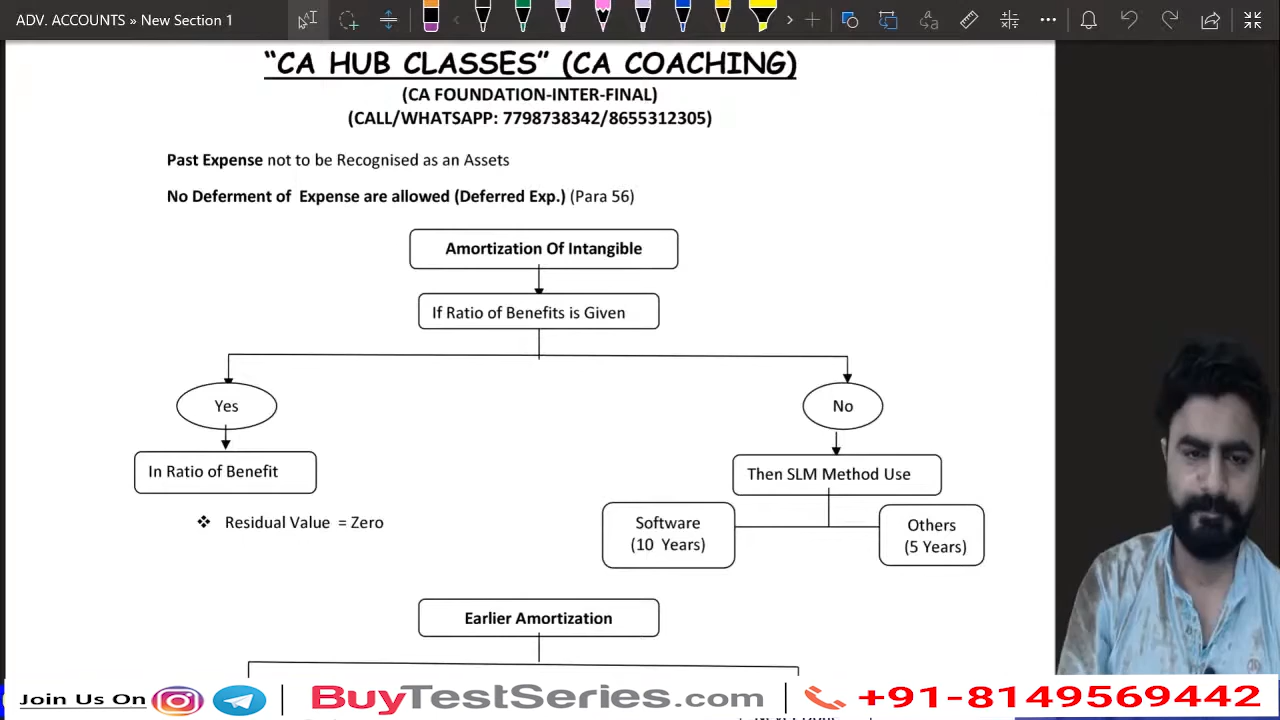 ADV. ACCOUNTS » New Section 1
“CA HUB CLASSES” (CA COACHING)
(CA FOUNDATION-INTER-FINAL)
(CALL/WHATSAPP: 7798738342/8655312305)
Past Expense not to be Recognised as an Assets
No Deferment of Expense are allowed (Deferred Exp.) (Para 56)
Amortization Of Intangible
If Ratio of Benefits is Given
Yes
No
In Ratio of Benefit
Then SLM Method Use
❖ Residual Value = Zero
Software
(10 Years)
Others
(5 Years)
Earlier Amortization
Join Us On
BuyTestSeries.com
+91-8149569442